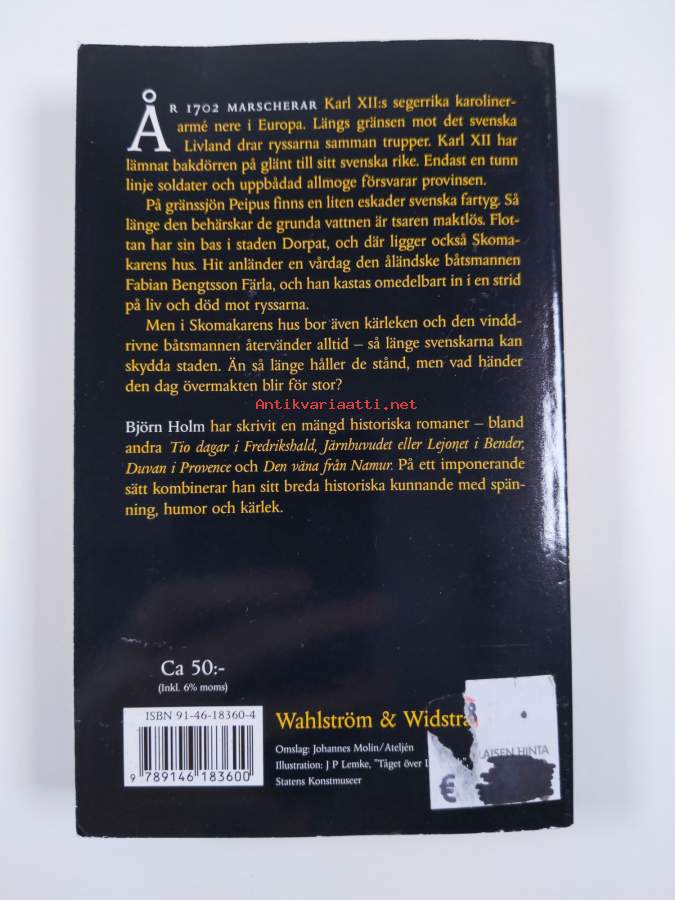 ÅR 1702 MARSCHERAR Karl XII:s segerrika karoliner-
armé nere i Europa. Längs gränsen mot det svenska
Livland drar ryssarna samman trupper. Karl XII har
lämnat bakdörren på glänt till sitt svenska rike. Endast en tunn
linje soldater och uppbådad allmoge försvarar provinsen.
På gränssjön Peipus finns en liten eskader svenska fartyg. Så
länge den behärskar de grunda vattnen är tsaren maktlös. Flot-
tan har sin bas i staden Dorpat, och där ligger också Skoma-
karens hus. Hit anländer en vårdag den åländske båtsmannen
Fabian Bengtsson Färla, och han kastas omedelbart in i en strid
på liv och död mot ryssarna.
Men i Skomakarens hus bor även kärleken och den vindd-
rivne båtsmannen återvänder alltid – så länge svenskarna kan
skydda staden. Än så länge håller de stånd, men vad händer
den dag övermakten blir för stor?
Antikvariaatti.net
Björn Holm har skrivit en mängd historiska romaner – bland
andra Tio dagar i Fredrikshald, Järnhuvudet eller Lejonet i Bender,
Duvan i Provence och Den väna från Namur. På ett imponerande
sätt kombinerar han sitt breda historiska kunnande med spän-
ning, humor och kärlek.
Ca 50:-
(Inkl. 6% moms)
ISBN 91-46-18360-4
9 789146 183600
Wahlström & Widstra
Omslag: Johannes Molin/Ateljén
Illustration: J P Lemke, "Tåget över L
Statens Konstmuseer
8
AISEN HINTA
€